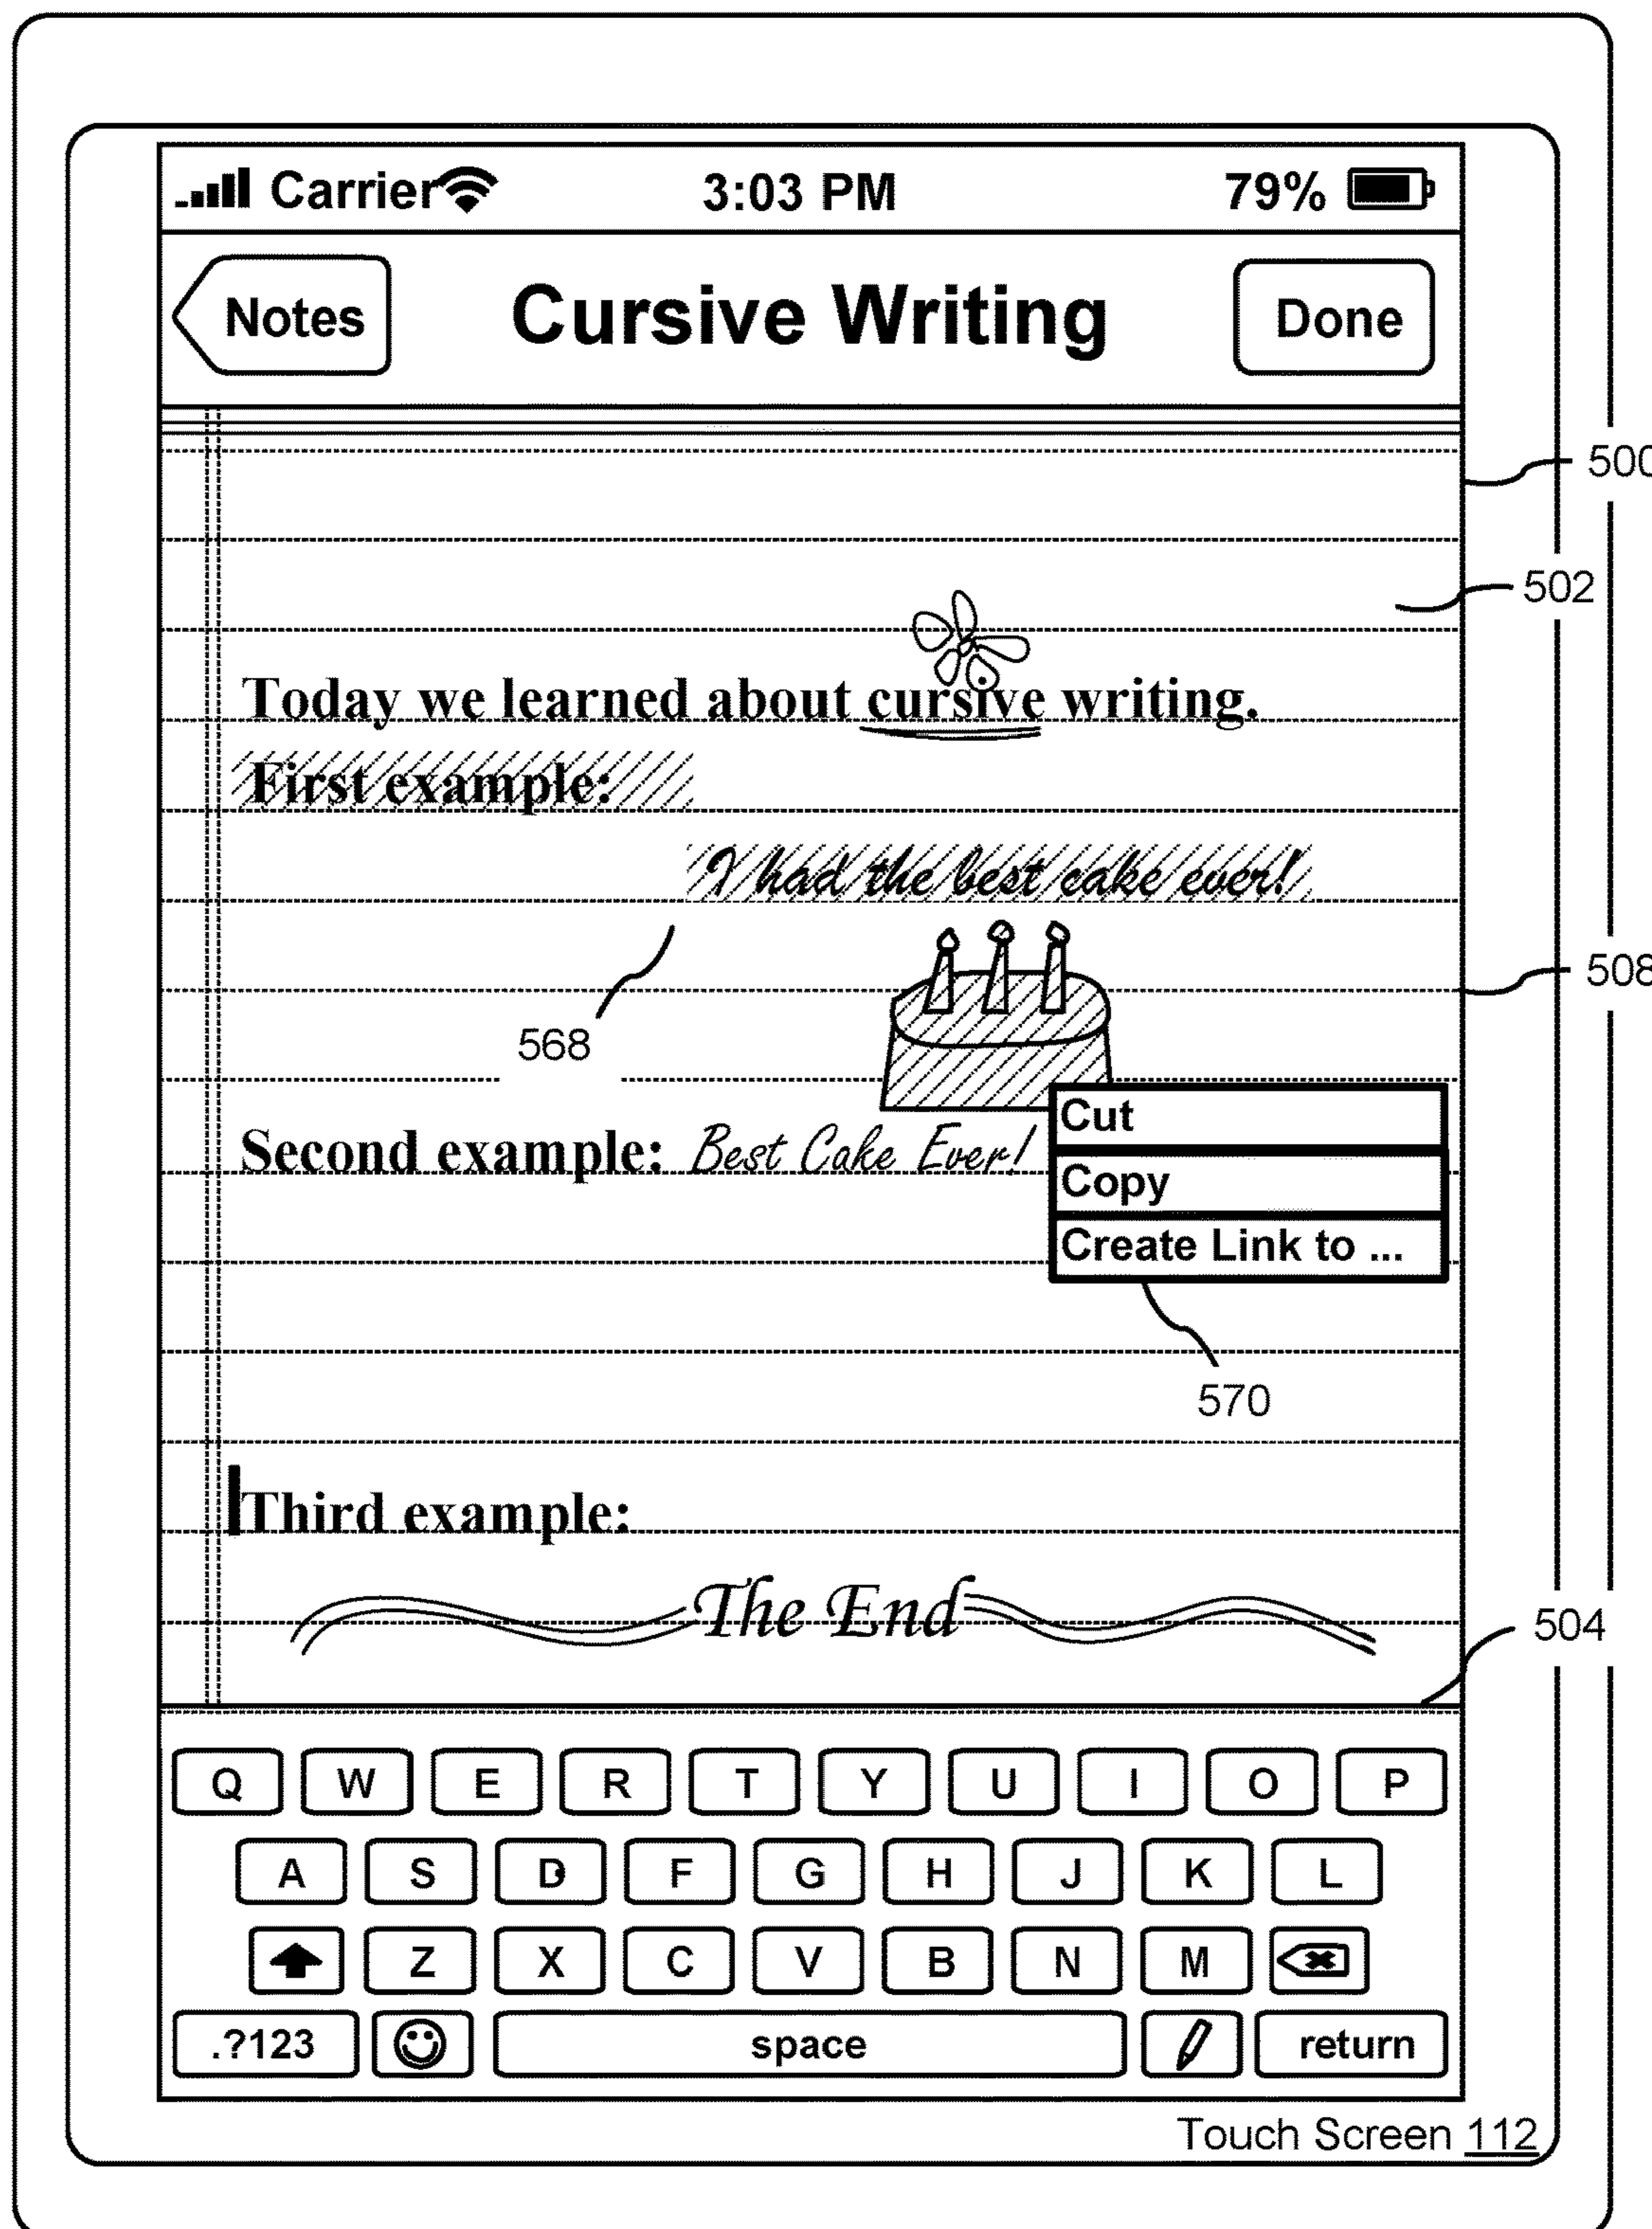 Carrier 3:03 PM 79%
Notes Cursive Writing Done
500
502
Today we learned about cursive writing.
First example:
I had the best cake ever!
508
568
Cut
Second example: Best Cake Ever!
Copy
Create Link to ...
570
Third example:
The End
504
Q W E R T Y U I O P
A S D F G H J K L
Z X C V B N M
.?123 space return
Touch Screen 112